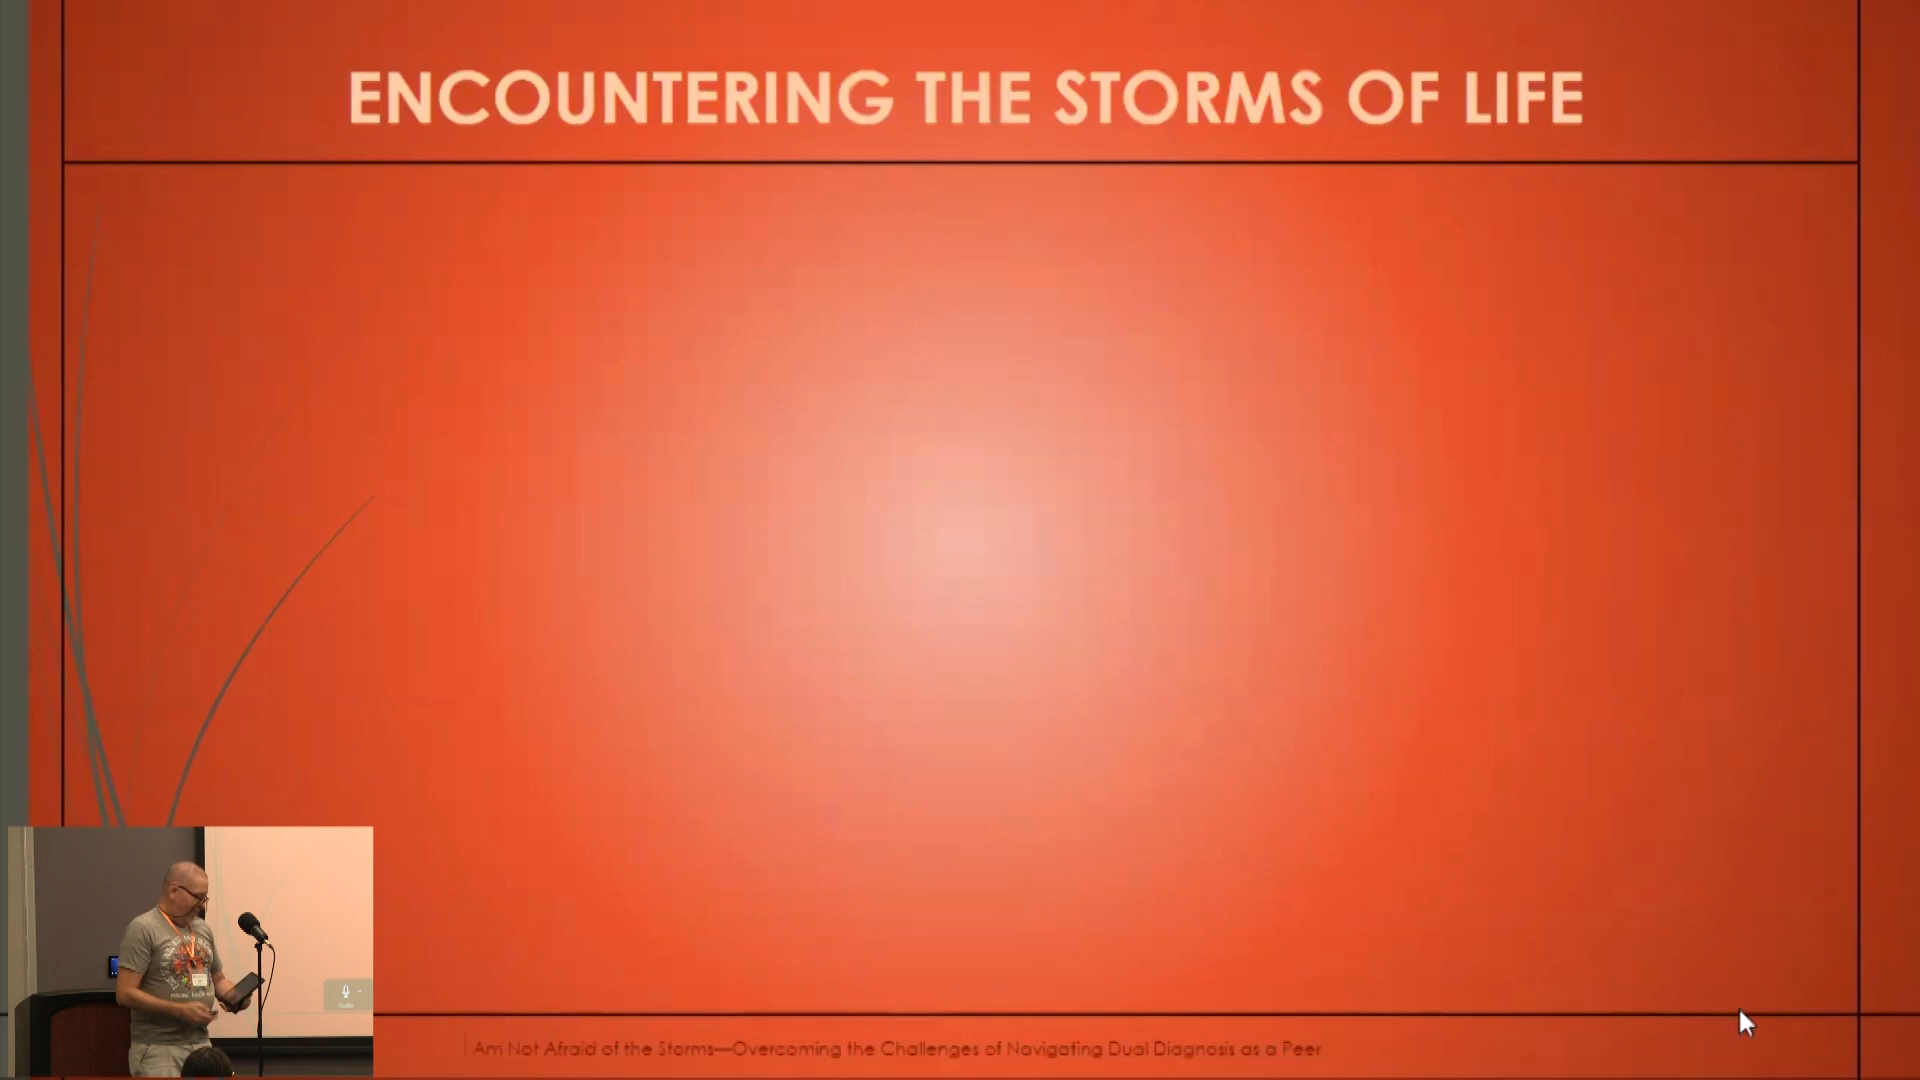 ENCOUNTERING THE STORMS OF LIFE
Audio
I Am Not Afraid of the Storms—Overcoming the Challenges of Navigating Dual Diagnosis as a Peer